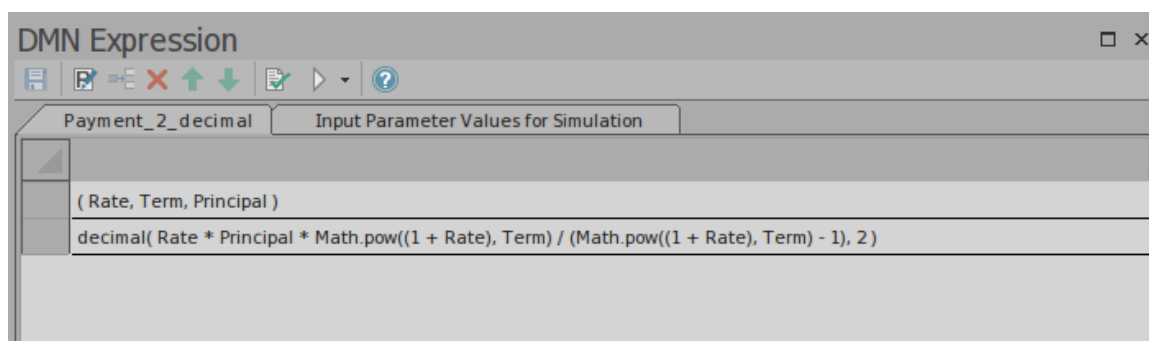 DMN Expression
Payment_2_decimal
Input Parameter Values for Simulation
( Rate, Term, Principal )
decimal( Rate * Principal * Math.pow((1 + Rate), Term) / (Math.pow((1 + Rate), Term) - 1), 2 )